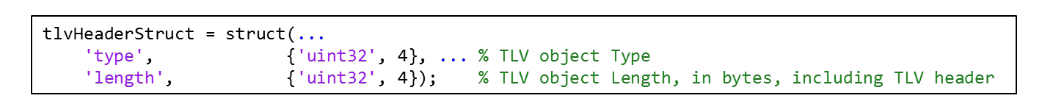 tlvHeaderStruct = struct(...
    'type',             {'uint32', 4}, ... % TLV object Type
    'length',           {'uint32', 4});    % TLV object Length, in bytes, including TLV header